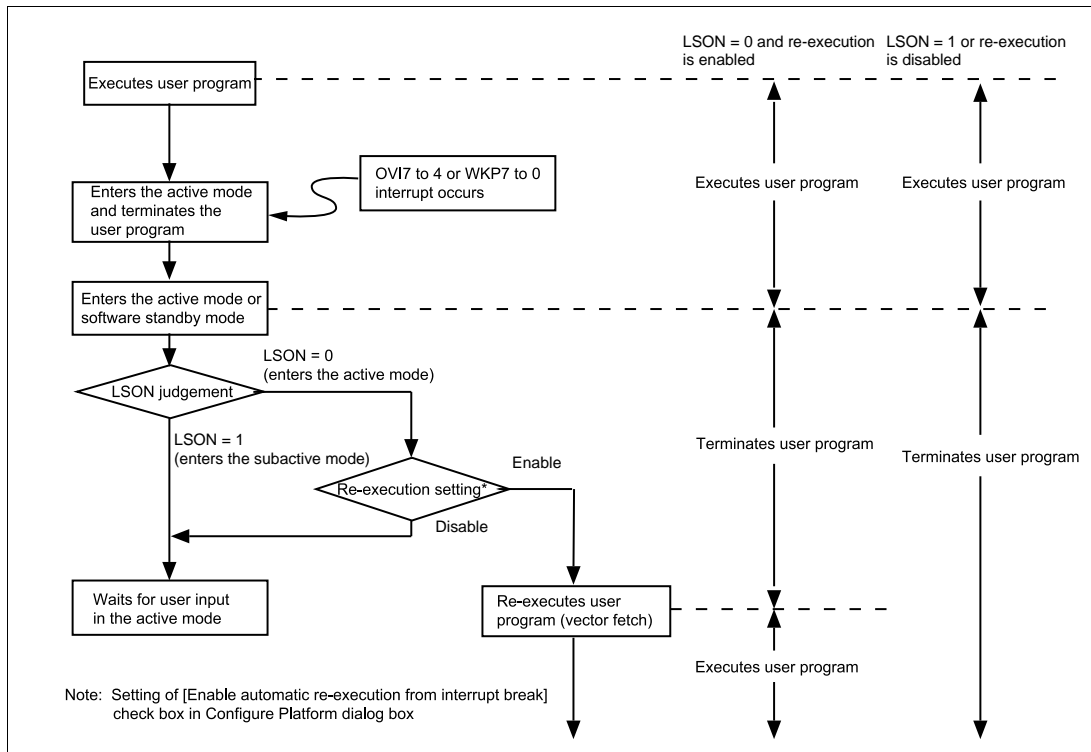 LSON = 0 and re-execution
is enabled
LSON = 1 or re-execution
is disabled
Executes user program
OVI7 to 4 or WKP7 to 0
interrupt occurs
Enters the active mode
and terminates the
user program
Executes user program
Executes user program
Enters the active mode or
software standby mode
LSON = 0
(enters the active mode)
LSON judgement
LSON = 1
(enters the subactive mode)
Enable
Re-execution setting*
Disable
Terminates user program
Terminates user program
Waits for user input
in the active mode
Re-executes user
program (vector fetch)
Executes user program
Note: Setting of [Enable automatic re-execution from interrupt break]
check box in Configure Platform dialog box